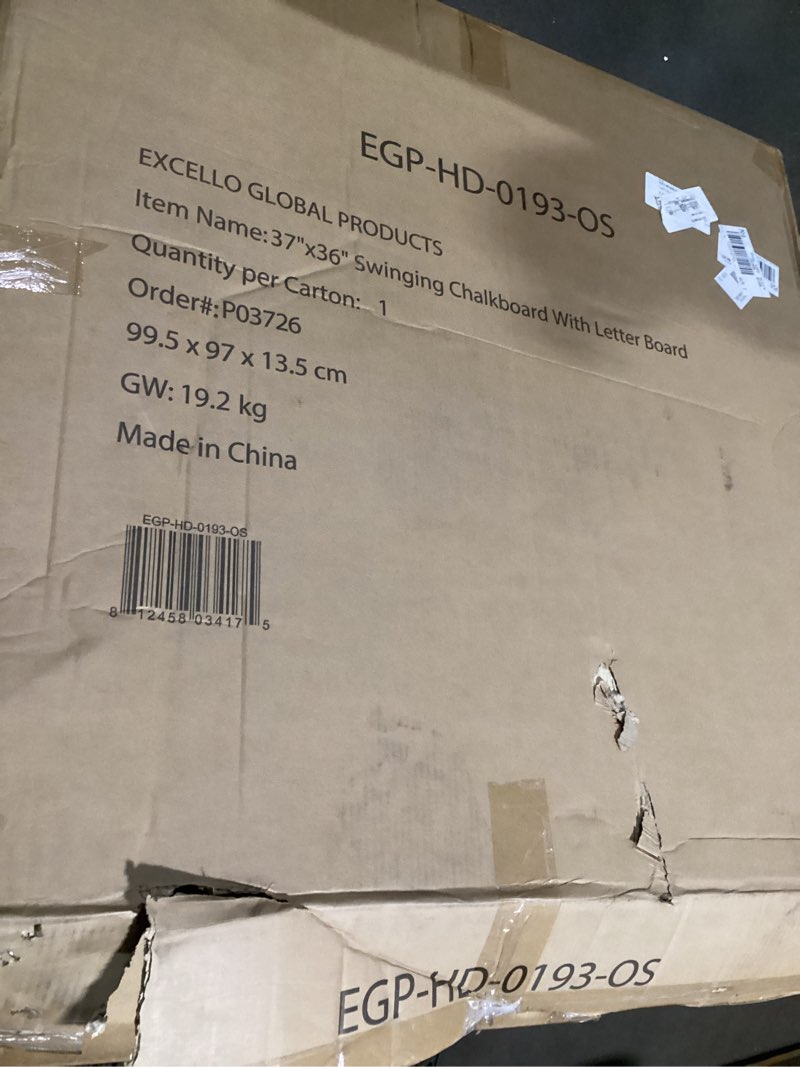 EGP-HD-0193-OS
EXCELLO GLOBAL PRODUCTS
Item Name:37"x36" Swinging Chalkboard With Letter Board
Quantity per Carton: 1
Order#:P03726
99.5 x 97 x 13.5 cm
GW: 19.2 kg
Made in China
EGP-HD-0193-OS
8 12458 03417 5
EGP-HD-0193-OS